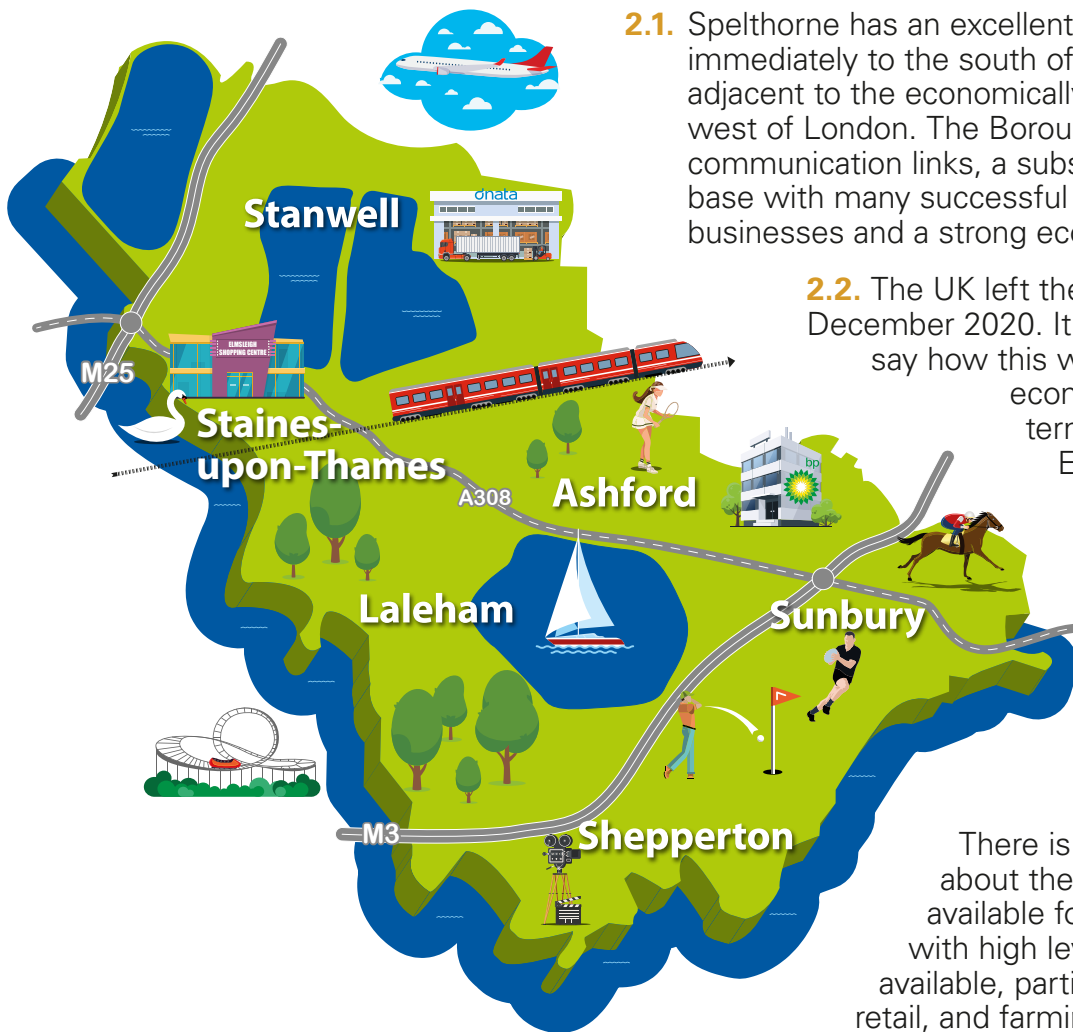 2.1. Spelthorne has an excellent
immediately to the south of
adjacent to the economically
west of London. The Borou
communication links, a subs
base with many successful
businesses and a strong eco
2.2. The UK left the
December 2020. It
say how this w
econ
tern
E
dnata
Stanwell
ELMSLEIGH
SHOPPING CENTRE
M25
Staines-
upon-Thames
A308
Ashford
bp
Laleham
Sunbury
M3
Shepperton
There is
about the
available fo
with high lev
available, parti
retail, and farmin